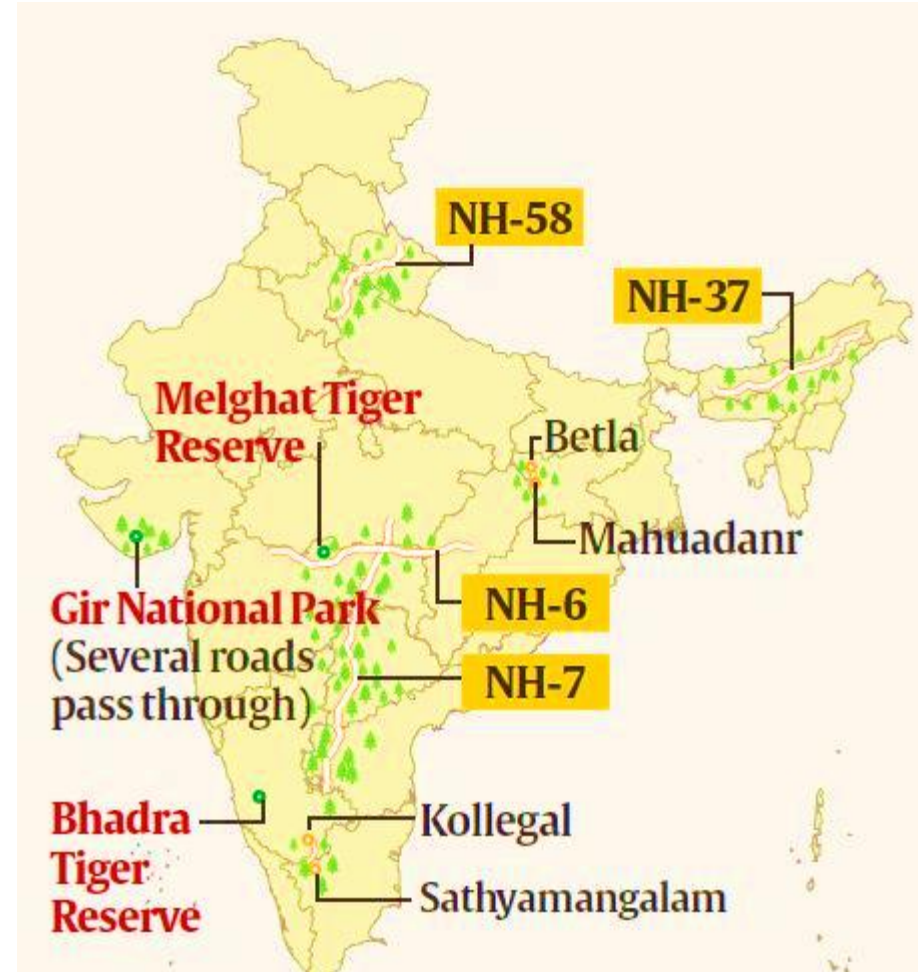 NH-58
NH-37
Melghat Tiger
Reserve
Betla
Mahuadanr
Gir National Park
(Several roads
pass through)
NH-6
NH-7
Bhadra
Tiger
Reserve
Kollegal
Sathyamangalam